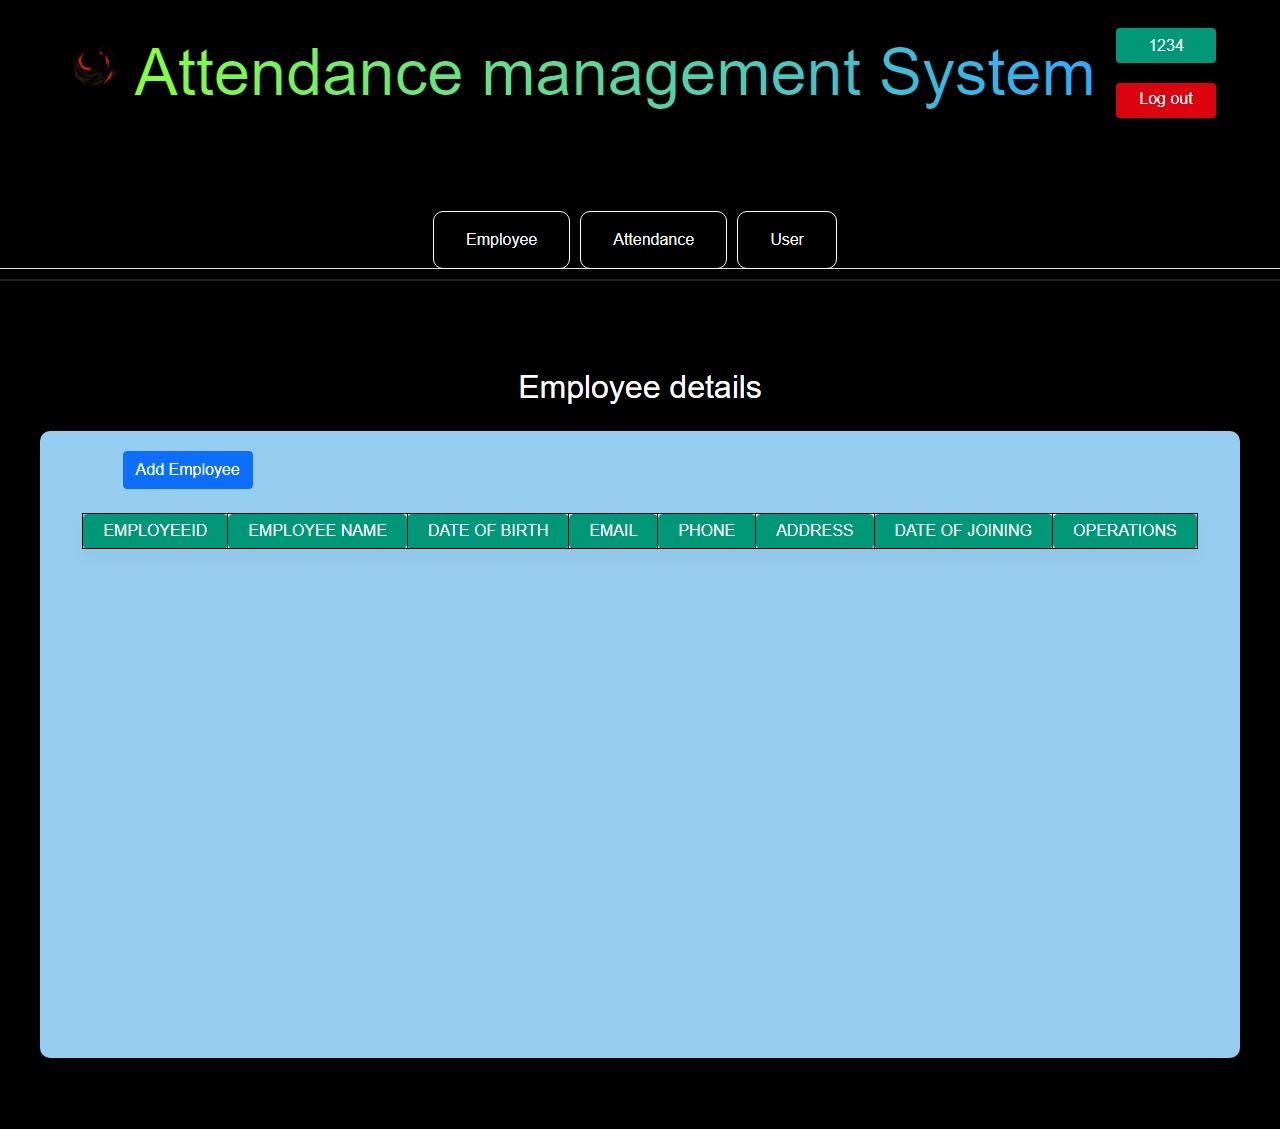 Attendance management System
1234
Log out
Employee Attendance User
Employee details
Add Employee
EMPLOYEEID EMPLOYEE NAME DATE OF BIRTH EMAIL PHONE ADDRESS DATE OF JOINING OPERATIONS